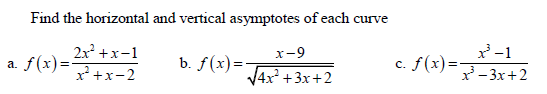 Find the horizontal and vertical asymptotes of each curve
a. f(x)=(2x²+x−1)/(x²+x−2) b. f(x)=(x−9)/√(4x²+3x+2) c. f(x)=(x³−1)/(x³−3x+2)